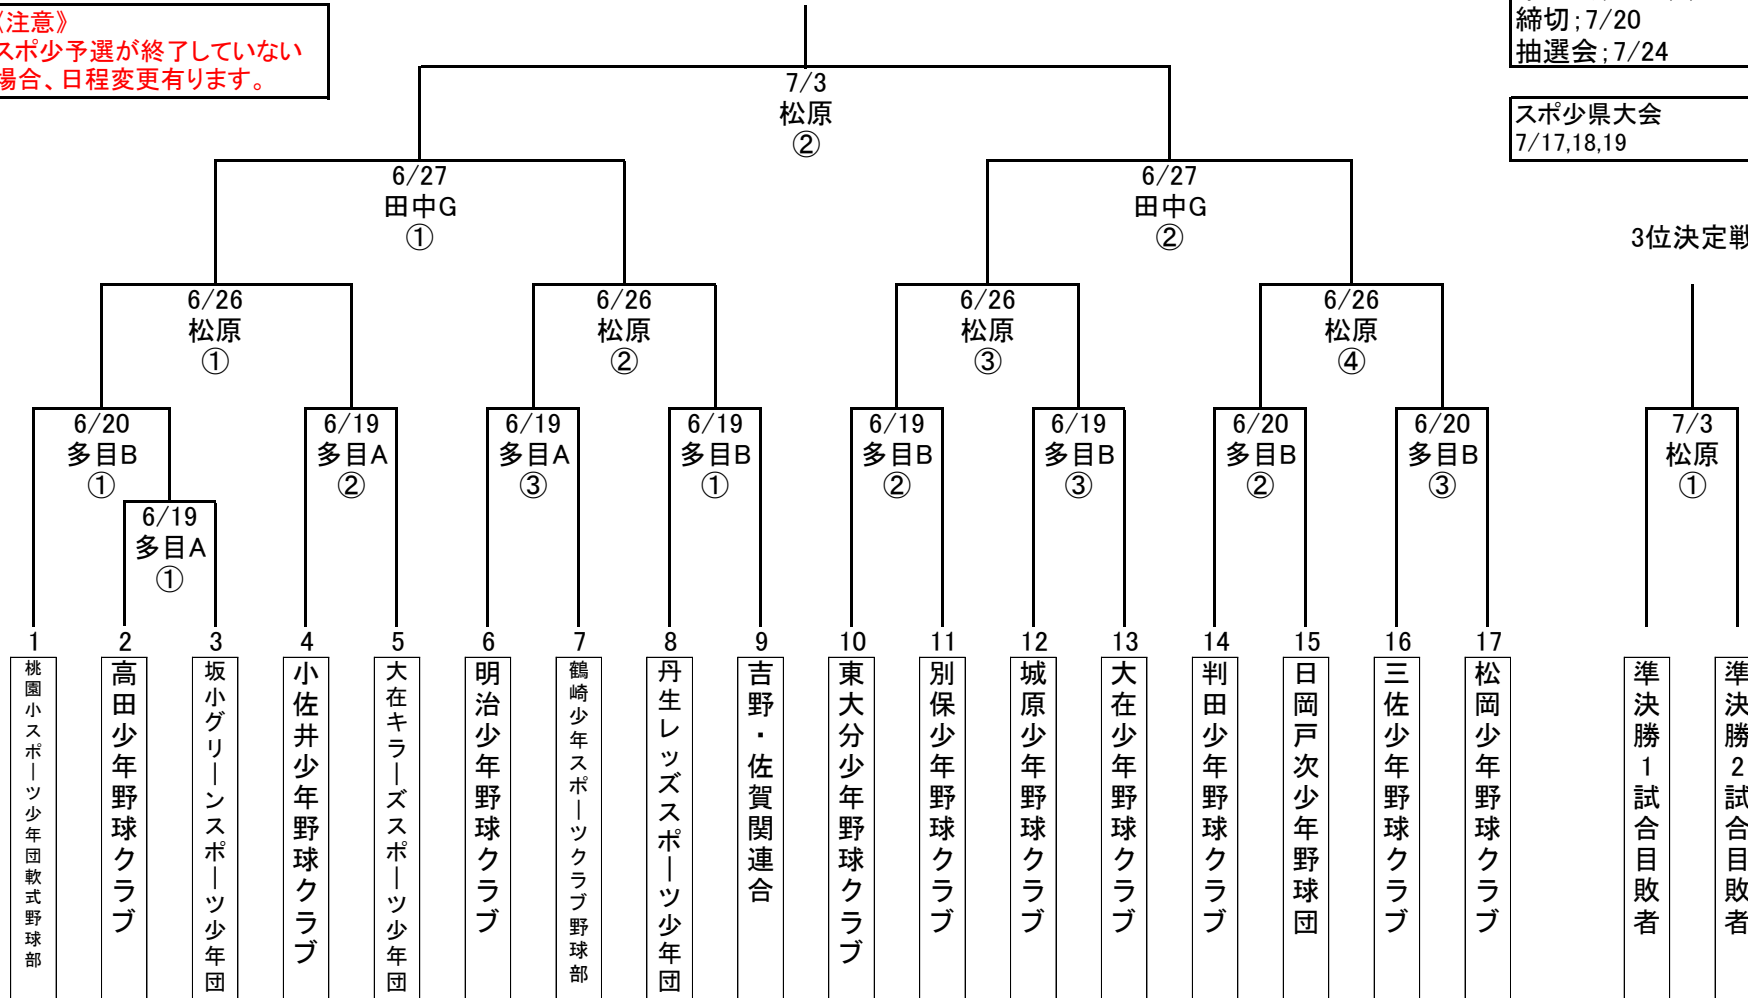 《注意》
スポ少予選が終了していない
場合、日程変更有ります。
締切;7/20
抽選会;7/24
スポ少県大会
7/17,18,19
7/3
松原
②
6/27
田中G
①
6/27
田中G
②
3位決定戦
6/26
松原
①
6/26
松原
②
6/26
松原
③
6/26
松原
④
6/20
多目B
①
6/19
多目A
②
6/19
多目A
③
6/19
多目B
①
6/19
多目B
②
6/19
多目B
③
6/20
多目B
②
6/20
多目B
③
7/3
松原
①
6/19
多目A
①
1
桃園小スポーツ少年団軟式野球部
2
高田少年野球クラブ
3
坂小グリーンスポーツ少年団
4
小佐井少年野球クラブ
5
大在キラーズスポーツ少年団
6
明治少年野球クラブ
7
鶴崎少年スポーツクラブ野球部
8
丹生レッズスポーツ少年団
9
吉野・佐賀関連合
10
東大分少年野球クラブ
11
別保少年野球クラブ
12
城原少年野球クラブ
13
大在少年野球クラブ
14
判田少年野球クラブ
15
日岡戸次少年野球団
16
三佐少年野球クラブ
17
松岡少年野球クラブ
準決勝1試合目敗者
準決勝2試合目敗者